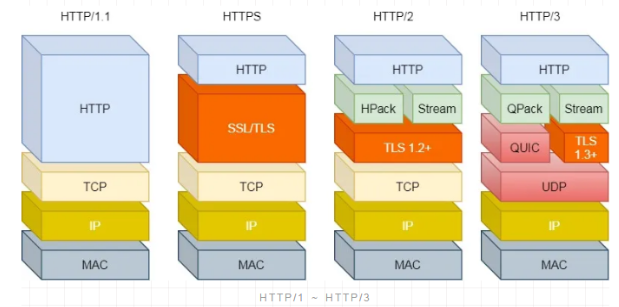 HTTP/1.1
HTTPS
HTTP/2
HTTP/3
HTTP
TCP
IP
MAC
HTTP
SSL/TLS
TCP
IP
MAC
HTTP
HPack
Stream
TLS 1.2+
TCP
IP
MAC
HTTP
QPack
Stream
QUIC
TLS
1.3+
UDP
IP
MAC
HTTP/1 ~ HTTP/3